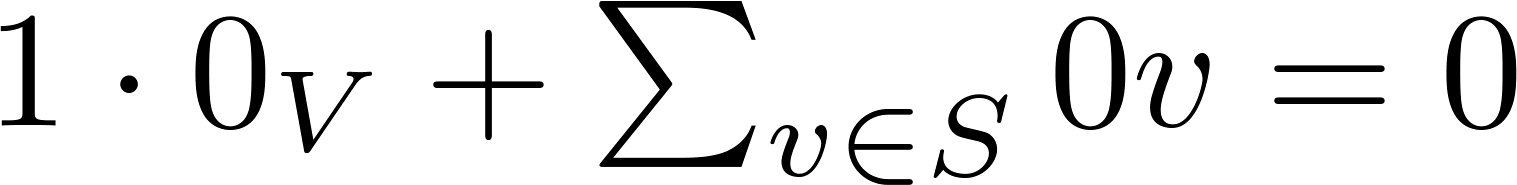 1 · 0_V + ∑_{v∈S} 0v = 0